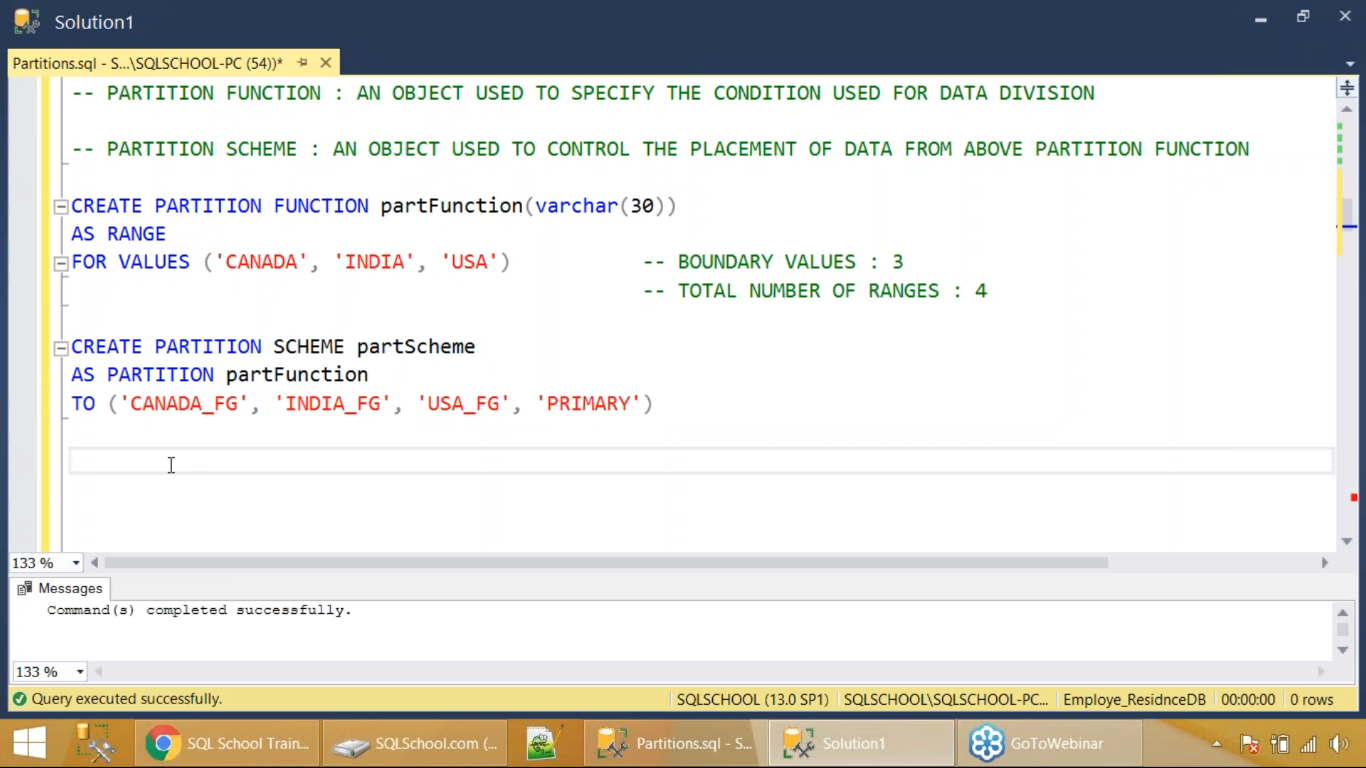 Solution1
Partitions.sql - S...\SQLSCHOOL-PC (54))*
-- PARTITION FUNCTION : AN OBJECT USED TO SPECIFY THE CONDITION USED FOR DATA DIVISION
-- PARTITION SCHEME : AN OBJECT USED TO CONTROL THE PLACEMENT OF DATA FROM ABOVE PARTITION FUNCTION
CREATE PARTITION FUNCTION partFunction(varchar(30))
AS RANGE
FOR VALUES ('CANADA', 'INDIA', 'USA') -- BOUNDARY VALUES : 3
-- TOTAL NUMBER OF RANGES : 4
CREATE PARTITION SCHEME partScheme
AS PARTITION partFunction
TO ('CANADA_FG', 'INDIA_FG', 'USA_FG', 'PRIMARY')
133 %
Messages
Command(s) completed successfully.
133 %
Query executed successfully. SQLSCHOOL (13.0 SP1) SQLSCHOOL\SQLSCHOOL-PC... Employe_ResidnceDB 00:00:00 0 rows
SQL School Train... SQLSchool.com (... Partitions.sql - S... Solution1 GoToWebinar